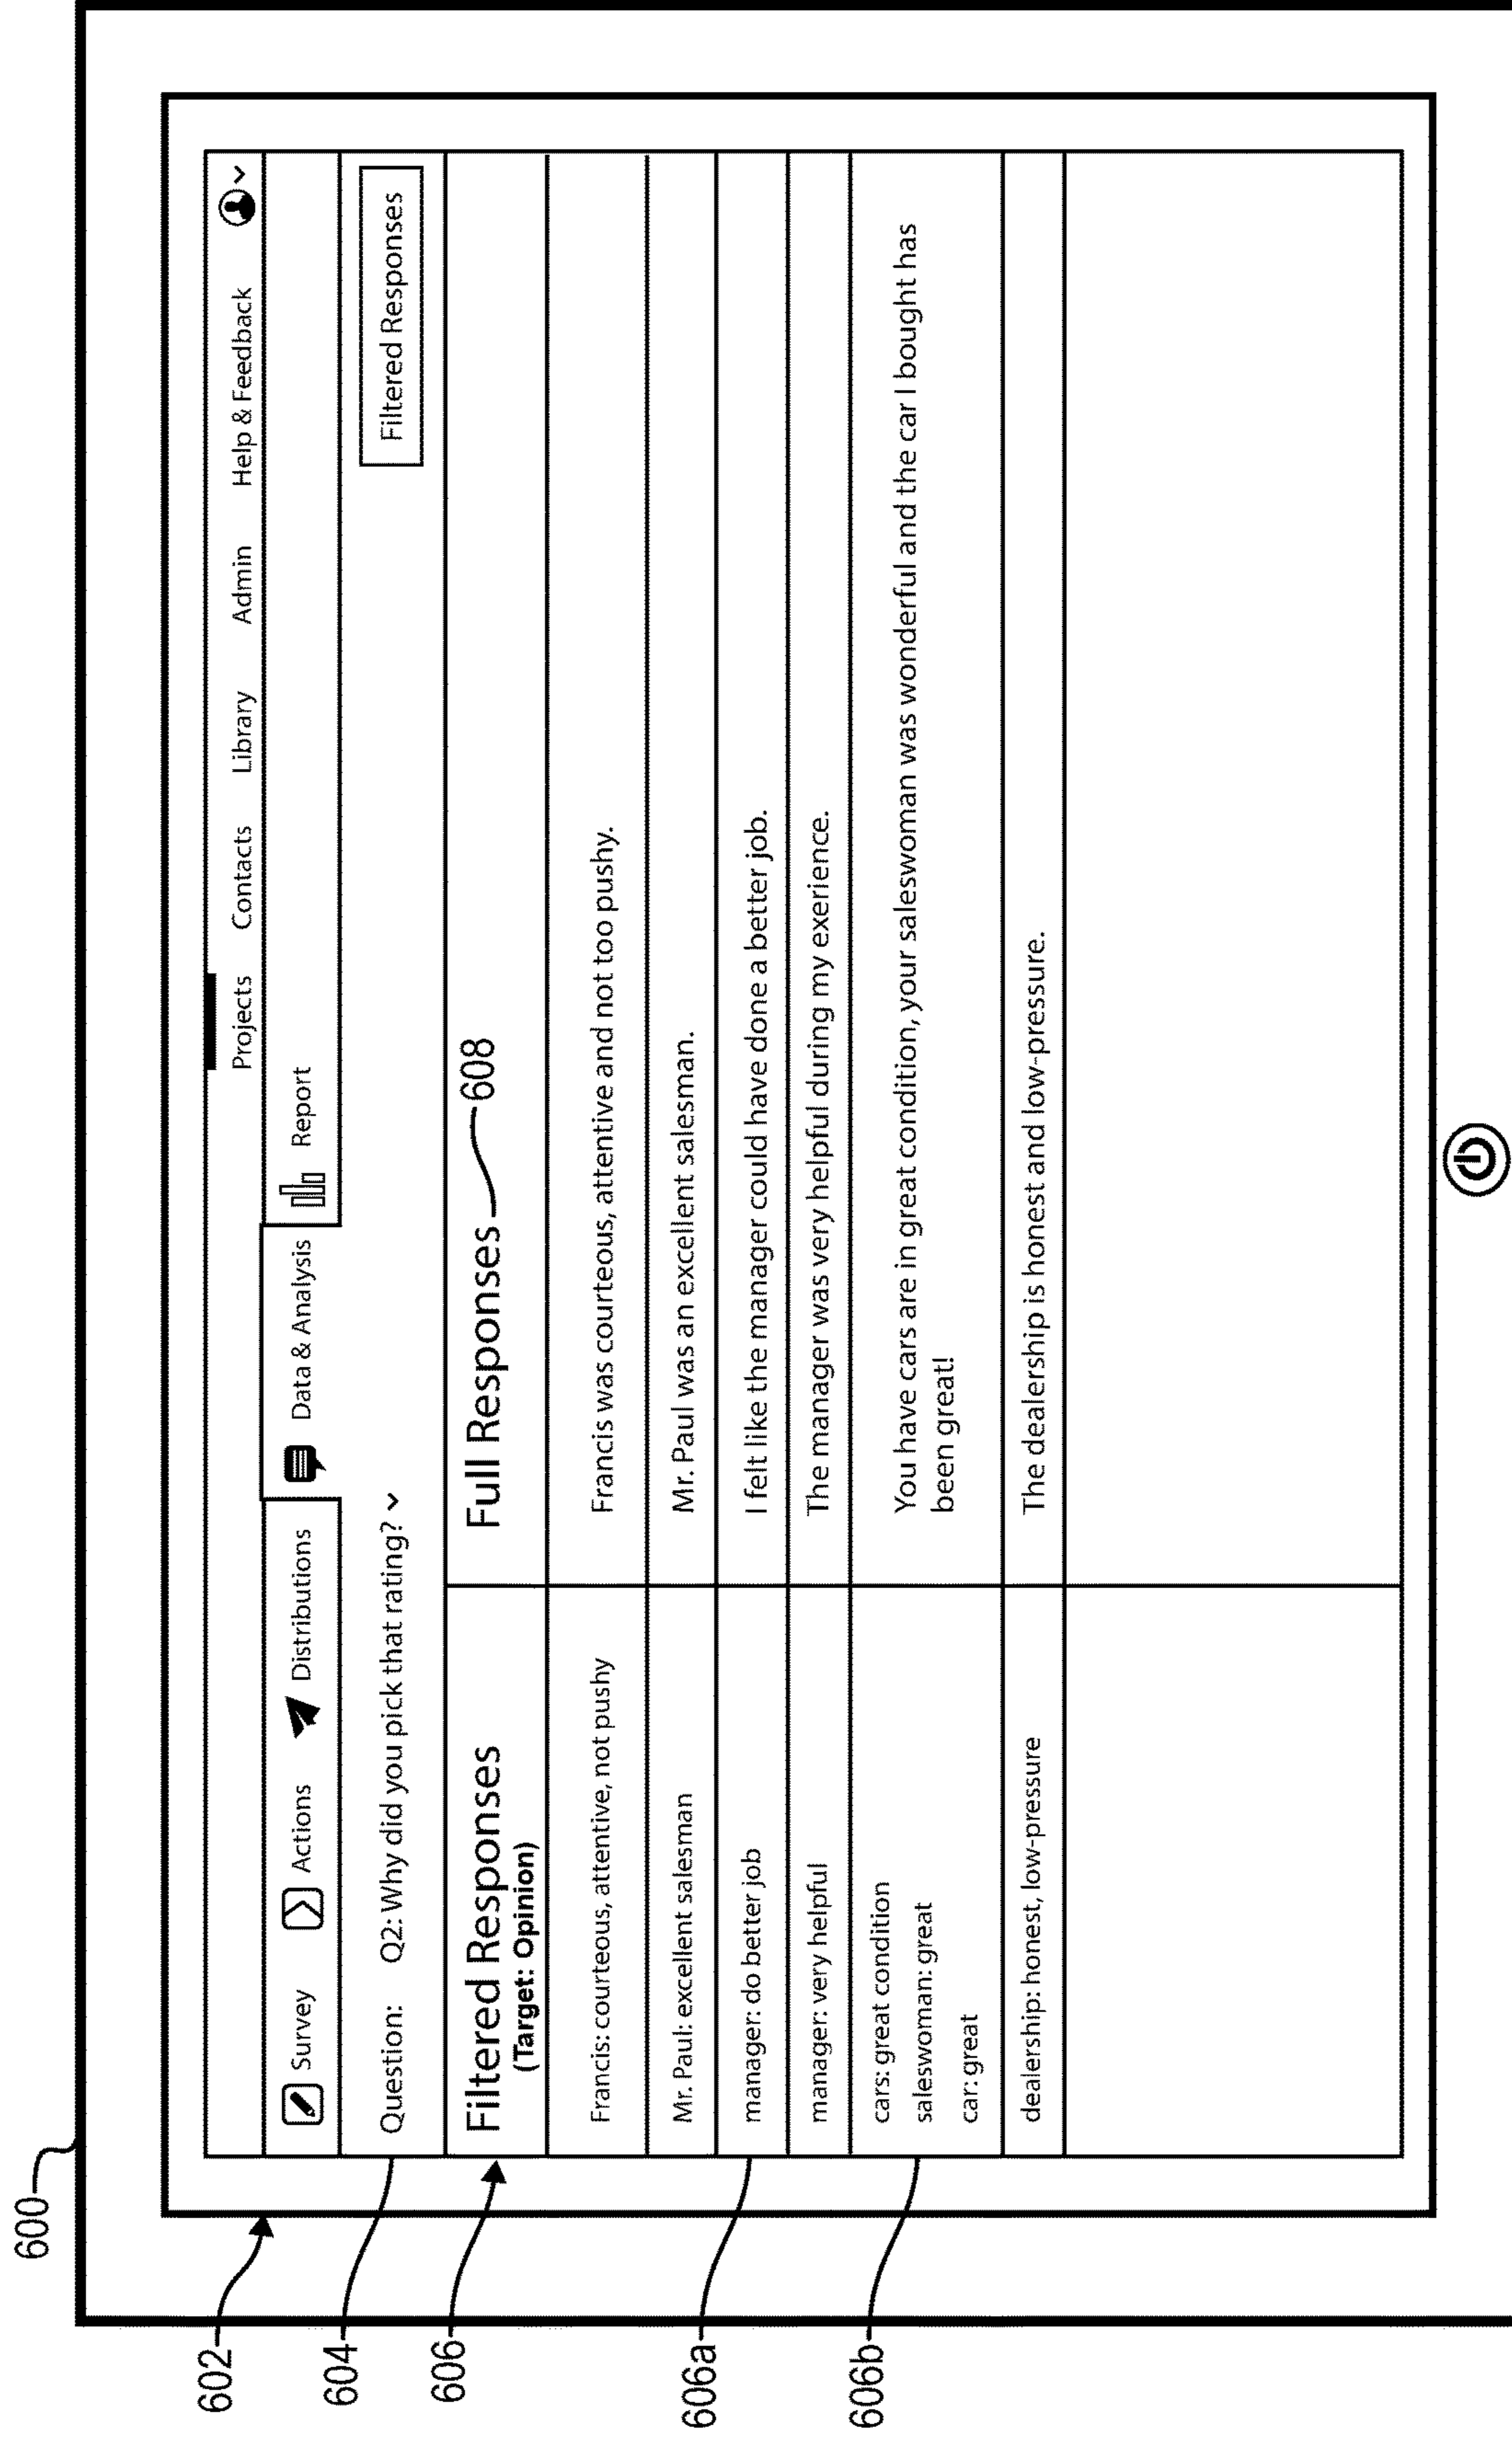 600
602
604
606
606a
606b
Projects Contacts Library Admin Help & Feedback
Survey Actions Distributions Data & Analysis Report
Question: Q2: Why did you pick that rating? Filtered Responses
Filtered Responses
(Target: Opinion)
Full Responses 608
Francis: courteous, attentive, not pushy
Francis was courteous, attentive and not too pushy.
Mr. Paul: excellent salesman
Mr. Paul was an excellent salesman.
manager: do better job
I felt like the manager could have done a better job.
manager: very helpful
The manager was very helpful during my exerience.
cars: great condition
saleswoman: great
car: great
You have cars are in great condition, your saleswoman was wonderful and the car I bought has
been great!
dealership: honest, low-pressure
The dealership is honest and low-pressure.